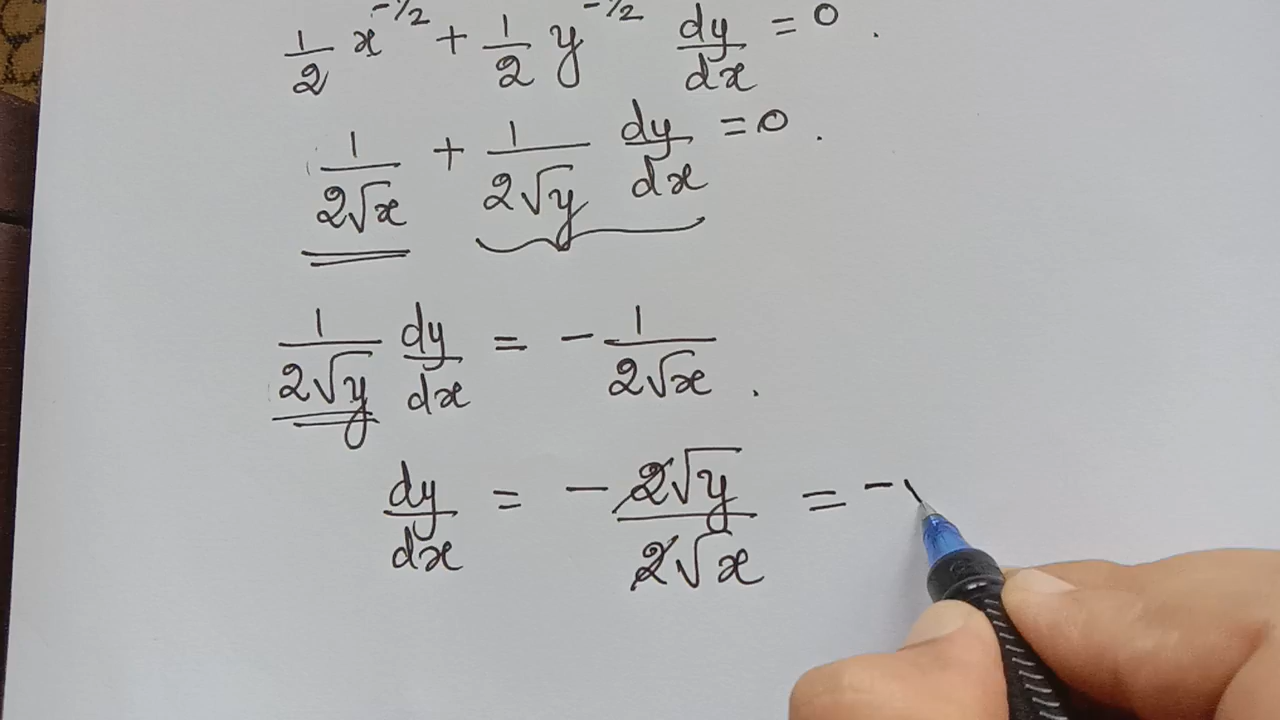 1/2 x^-1/2 + 1/2 y^-1/2 dy/dx = 0 .
1/2√x + 1/2√y dy/dx = 0 .
1/2√y dy/dx = - 1/2√x .
dy/dx = - 2√y/2√x = -